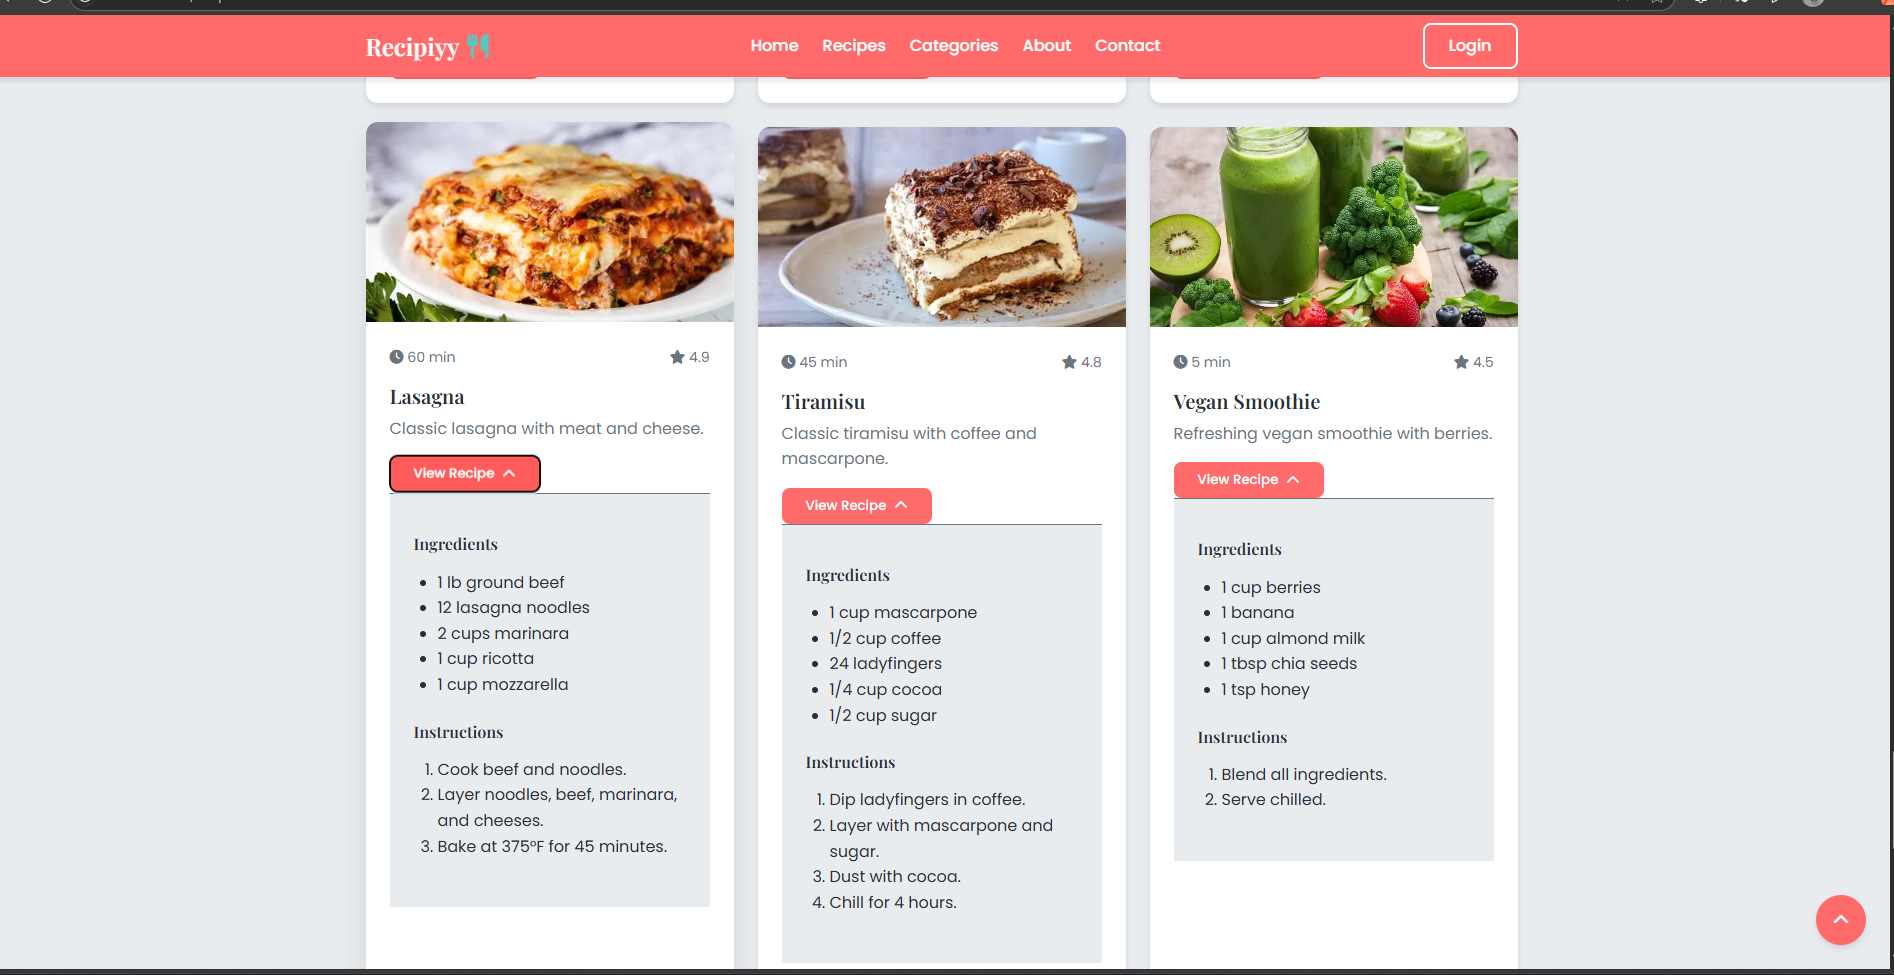 Recipiyy
Home Recipes Categories About Contact
Login
60 min 4.9
Lasagna
Classic lasagna with meat and cheese.
View Recipe
Ingredients
1 lb ground beef
12 lasagna noodles
2 cups marinara
1 cup ricotta
1 cup mozzarella
Instructions
1. Cook beef and noodles.
2. Layer noodles, beef, marinara,
and cheeses.
3. Bake at 375°F for 45 minutes.
45 min 4.8
Tiramisu
Classic tiramisu with coffee and
mascarpone.
View Recipe
Ingredients
1 cup mascarpone
1/2 cup coffee
24 ladyfingers
1/4 cup cocoa
1/2 cup sugar
Instructions
1. Dip ladyfingers in coffee.
2. Layer with mascarpone and
sugar.
3. Dust with cocoa.
4. Chill for 4 hours.
5 min 4.5
Vegan Smoothie
Refreshing vegan smoothie with berries.
View Recipe
Ingredients
1 cup berries
1 banana
1 cup almond milk
1 tbsp chia seeds
1 tsp honey
Instructions
1. Blend all ingredients.
2. Serve chilled.